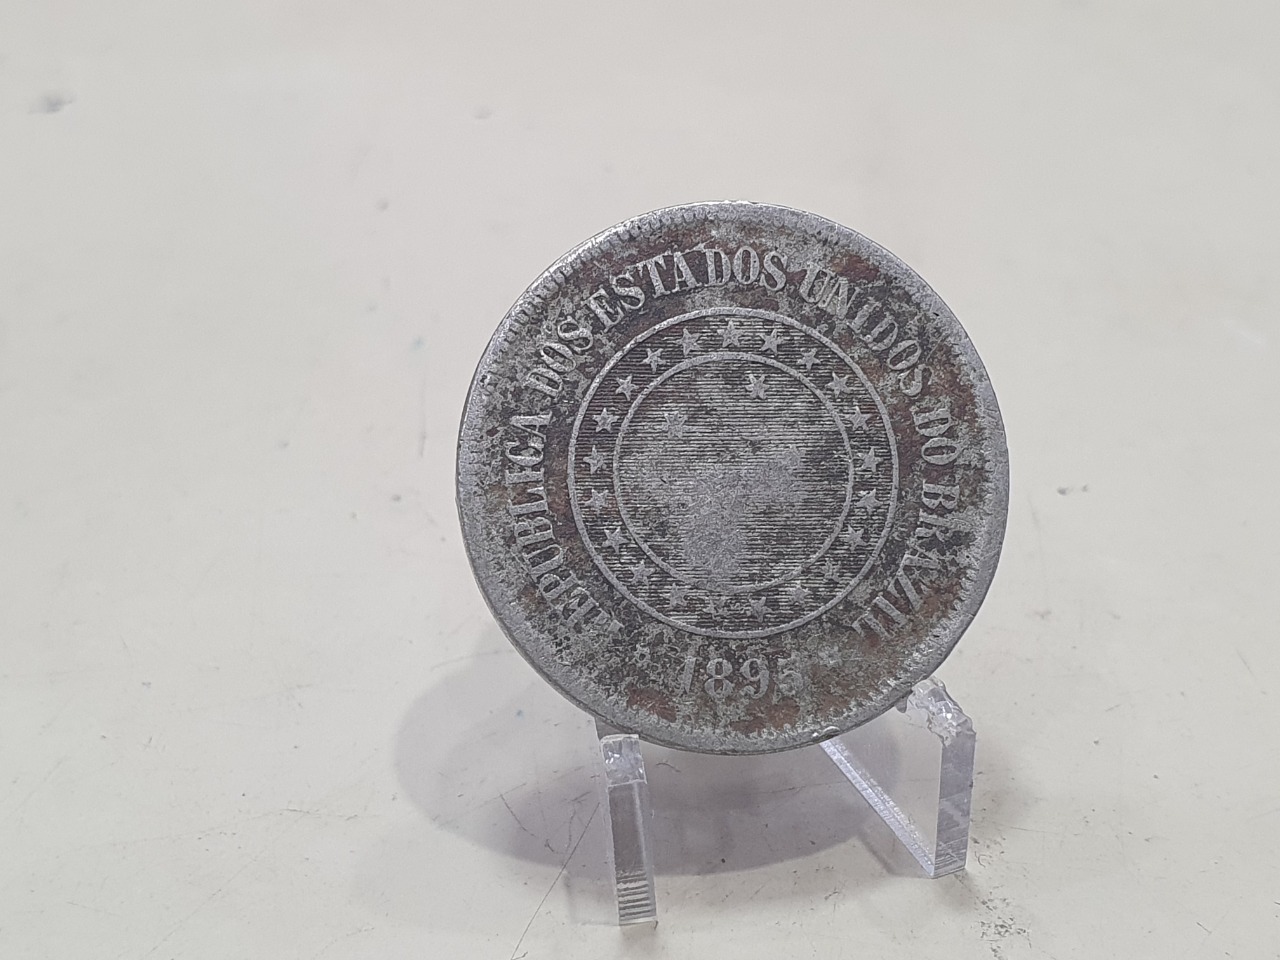 REPUBLICA DOS ESTADOS UNIDOS DO BRAZIL
1895